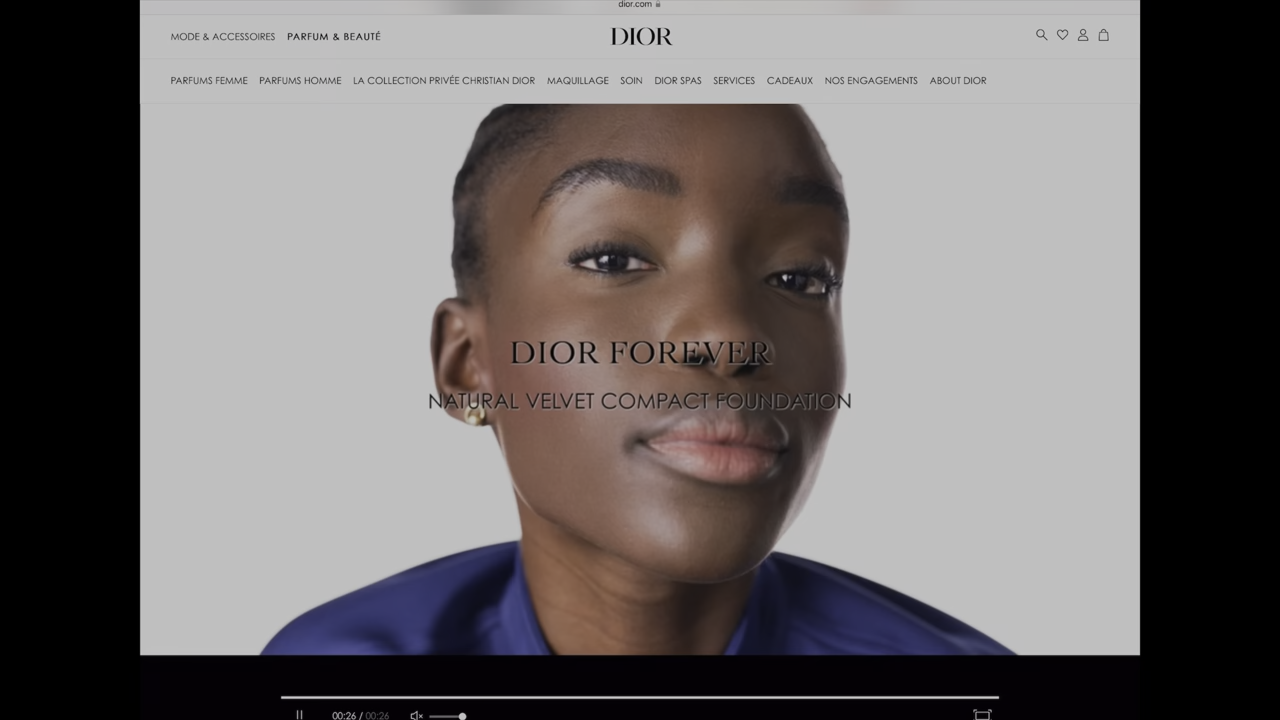 dior.com
MODE & ACCESSOIRES PARFUM & BEAUTÉ DIOR
PARFUMS FEMME PARFUMS HOMME LA COLLECTION PRIVÉE CHRISTIAN DIOR MAQUILLAGE SOIN DIOR SPAS SERVICES CADEAUX NOS ENGAGEMENTS ABOUT DIOR
DIOR FOREVER
NATURAL VELVET COMPACT FOUNDATION
00:26 / 00:26